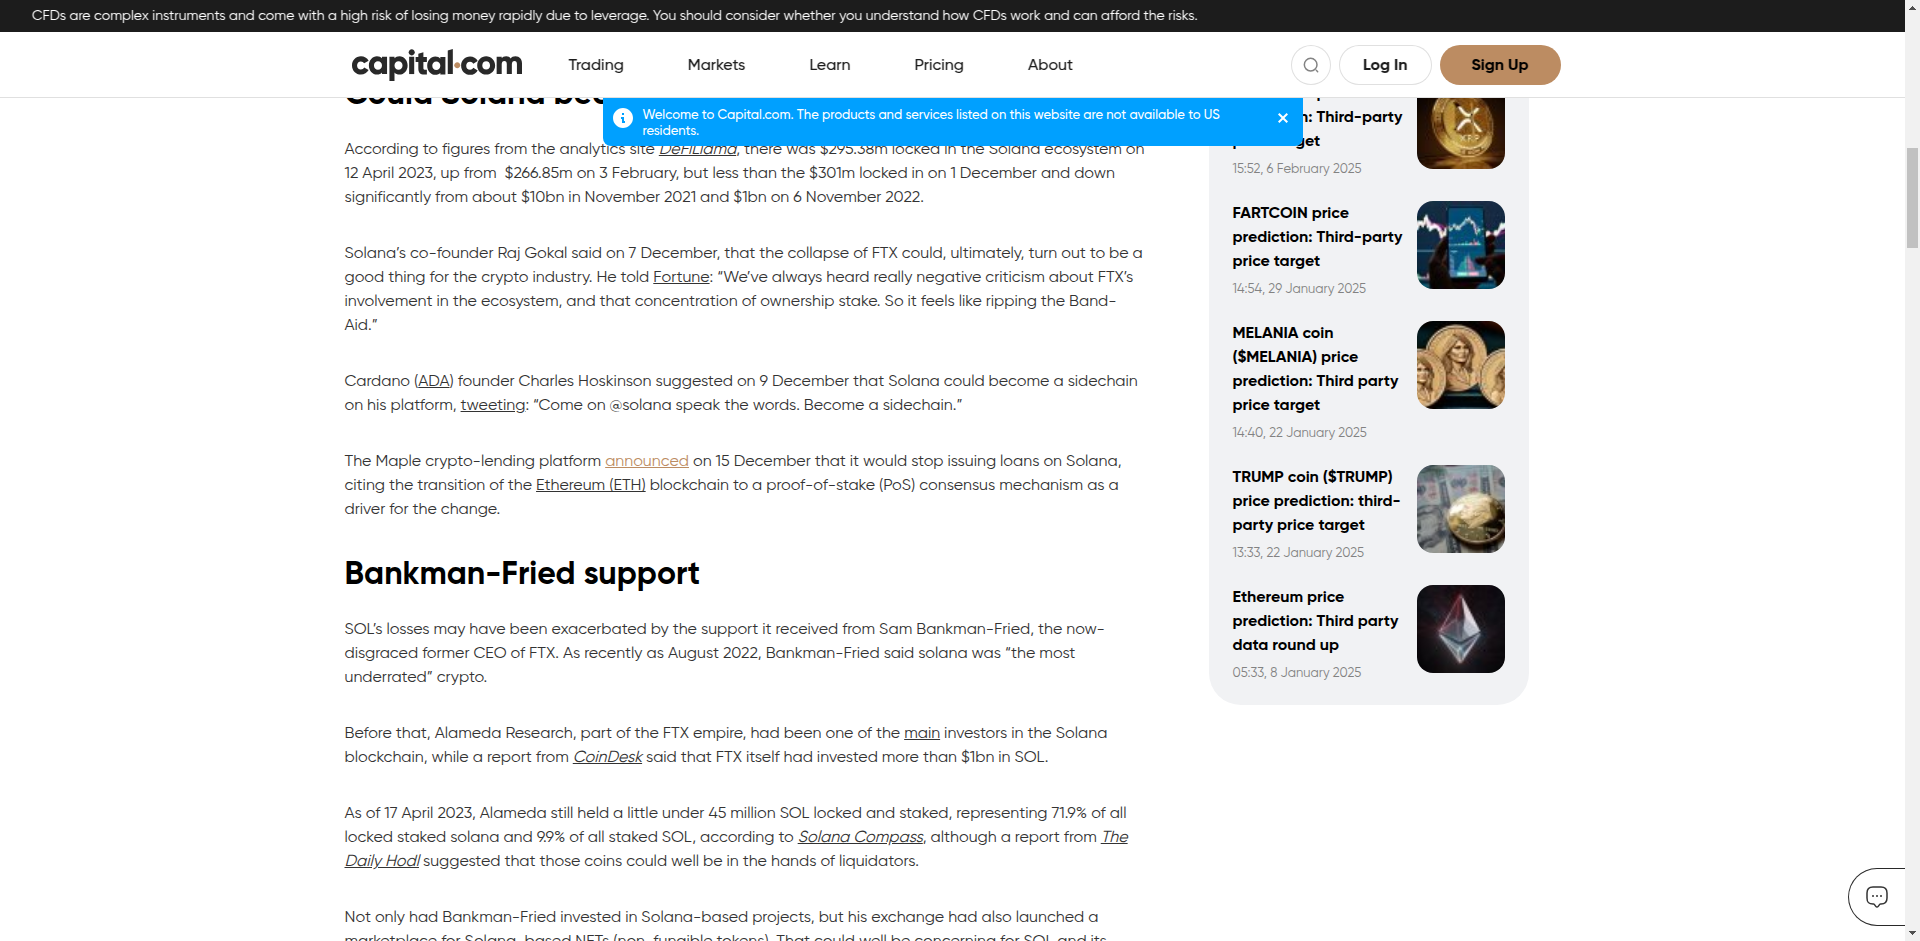 CFDs are complex instruments and come with a high risk of losing money rapidly due to leverage. You should consider whether you understand how CFDs work and can afford the risks.
capital.com
Trading
Markets
Learn
Pricing
About
Log In
Sign Up
Welcome to Capital.com. The products and services listed on this website are not available to US
residents.
Could Solana
According to figures from the analytics site DeFiLlama, there was $295.38m locked in the Solana ecosystem on
12 April 2023, up from $266.85m on 3 February, but less than the $301m locked in on 1 December and down
significantly from about $10bn in November 2021 and $1bn on 6 November 2022.
Solana’s co-founder Raj Gokal said on 7 December, that the collapse of FTX could, ultimately, turn out to be a
good thing for the crypto industry. He told Fortune: “We’ve always heard really negative criticism about FTX’s
involvement in the ecosystem, and that concentration of ownership stake. So it feels like ripping the Band-
Aid.”
Cardano (ADA) founder Charles Hoskinson suggested on 9 December that Solana could become a sidechain
on his platform, tweeting: “Come on @solana speak the words. Become a sidechain.”
The Maple crypto-lending platform announced on 15 December that it would stop issuing loans on Solana,
citing the transition of the Ethereum (ETH) blockchain to a proof-of-stake (PoS) consensus mechanism as a
driver for the change.
Bankman-Fried support
SOL’s losses may have been exacerbated by the support it received from Sam Bankman-Fried, the now-
disgraced former CEO of FTX. As recently as August 2022, Bankman-Fried said solana was “the most
underrated” crypto.
Before that, Alameda Research, part of the FTX empire, had been one of the main investors in the Solana
blockchain, while a report from CoinDesk said that FTX itself had invested more than $1bn in SOL.
As of 17 April 2023, Alameda still held a little under 45 million SOL locked and staked, representing 71.9% of all
locked staked solana and 9.9% of all staked SOL, according to Solana Compass, although a report from The
Daily Hodl suggested that those coins could well be in the hands of liquidators.
Not only had Bankman-Fried invested in Solana-based projects, but his exchange had also launched a
marketplace for Solana-based NFTs (non-fungible tokens). That could well be concerning for SOL and its
Third-party
15:52, 6 February 2025
FARTCOIN price
prediction: Third-party
price target
14:54, 29 January 2025
MELANIA coin
($MELANIA) price
prediction: Third party
price target
14:40, 22 January 2025
TRUMP coin ($TRUMP)
price prediction: third-
party price target
13:33, 22 January 2025
Ethereum price
prediction: Third party
data round up
05:33, 8 January 2025